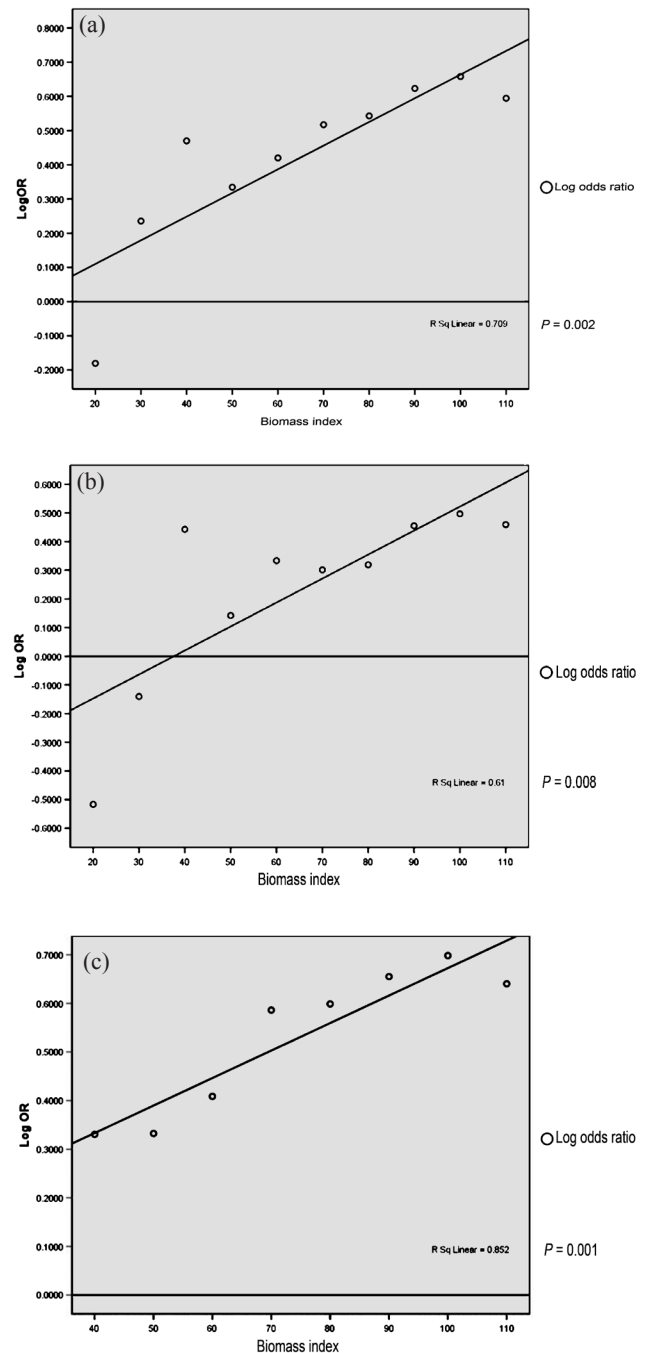 (a)
0.8000
0.7000
0.6000
0.5000
0.4000
0.3000
0.2000
0.1000
0.0000
-0.1000
-0.2000
LogOR
20 30 40 50 60 70 80 90 100 110
Biomass index
R Sq Linear = 0.709
P = 0.002
Log odds ratio
(b)
0.6000
0.5000
0.4000
0.3000
0.2000
0.1000
0.0000
-0.1000
-0.2000
-0.3000
-0.4000
-0.5000
-0.6000
Log OR
20 30 40 50 60 70 80 90 100 110
Biomass index
R Sq Linear = 0.61
P = 0.008
Log odds ratio
(c)
0.7000
0.6000
0.5000
0.4000
0.3000
0.2000
0.1000
0.0000
Log OR
40 50 60 70 80 90 100 110
Biomass index
R Sq Linear = 0.852
P = 0.001
Log odds ratio